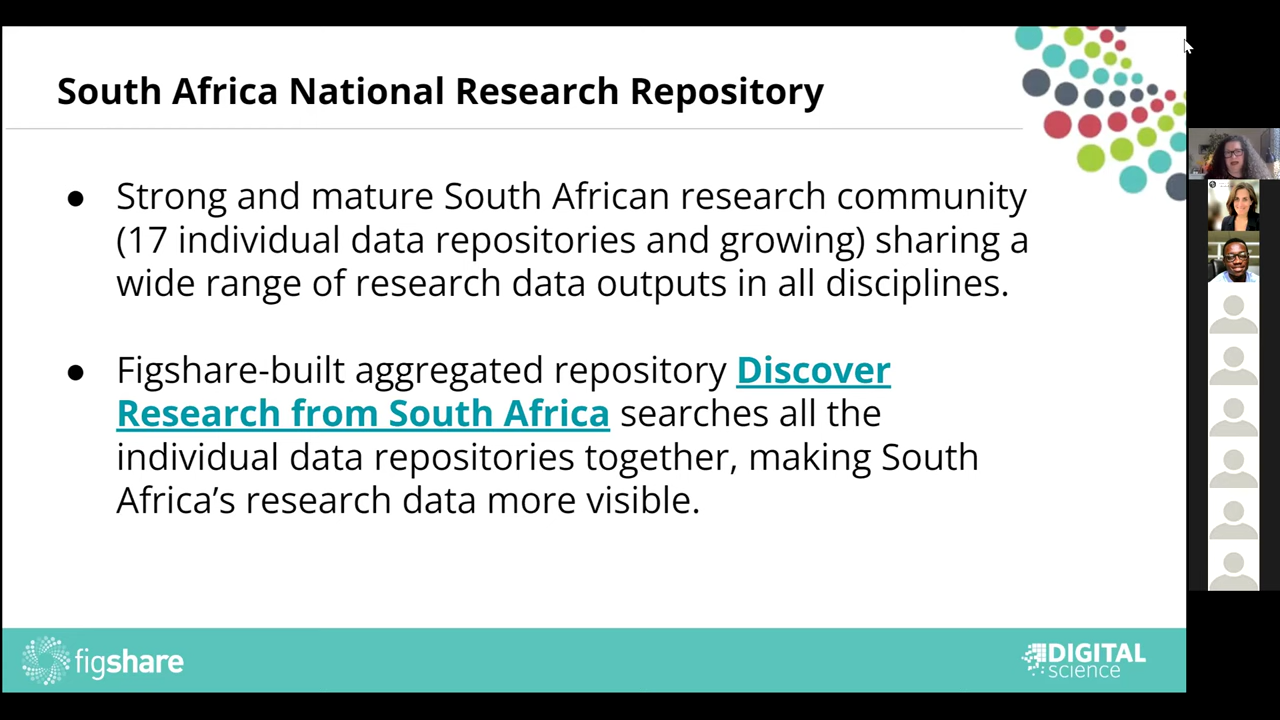 South Africa National Research Repository
● Strong and mature South African research community
(17 individual data repositories and growing) sharing a
wide range of research data outputs in all disciplines.
● Figshare-built aggregated repository Discover
Research from South Africa searches all the
individual data repositories together, making South
Africa’s research data more visible.
figshare
DIGITAL
science